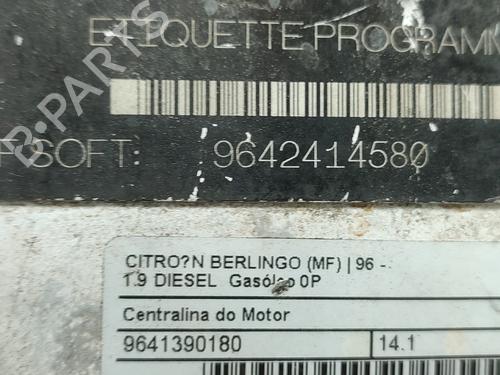 ETIQUETTE PROGRAMM
B-PARTS
SOFT: 9642414580
CITRO?N BERLINGO (MF) | 96 -
1.9 DIESEL Gasóleo 0P
Centralina do Motor
9641390180 14.1